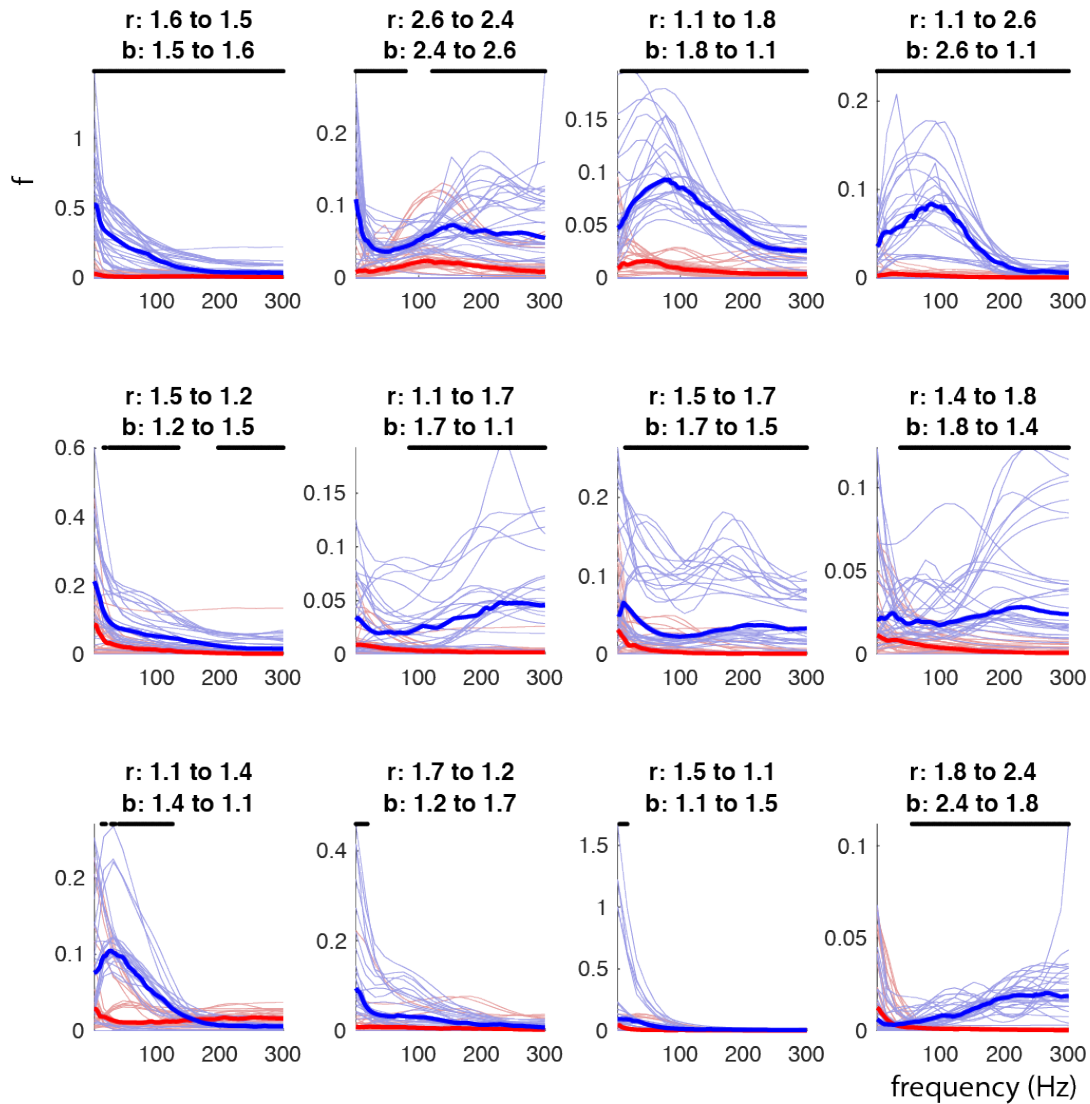 r: 1.6 to 1.5
b: 1.5 to 1.6
r: 2.6 to 2.4
b: 2.4 to 2.6
r: 1.1 to 1.8
b: 1.8 to 1.1
r: 1.1 to 2.6
b: 2.6 to 1.1
f
1
0.5
0
100 200 300
0.2
0.1
0
100 200 300
0.15
0.1
0.05
0
100 200 300
0.2
0.1
0
100 200 300
r: 1.5 to 1.2
b: 1.2 to 1.5
r: 1.1 to 1.7
b: 1.7 to 1.1
r: 1.5 to 1.7
b: 1.7 to 1.5
r: 1.4 to 1.8
b: 1.8 to 1.4
0.6
0.4
0.2
0
100 200 300
0.15
0.1
0.05
0
100 200 300
0.2
0.1
0
100 200 300
0.1
0.05
0
100 200 300
r: 1.1 to 1.4
b: 1.4 to 1.1
r: 1.7 to 1.2
b: 1.2 to 1.7
r: 1.5 to 1.1
b: 1.1 to 1.5
r: 1.8 to 2.4
b: 2.4 to 1.8
0.2
0.1
0
100 200 300
0.4
0.2
0
100 200 300
1.5
1
0.5
0
100 200 300
0.1
0.05
0
100 200 300
frequency (Hz)